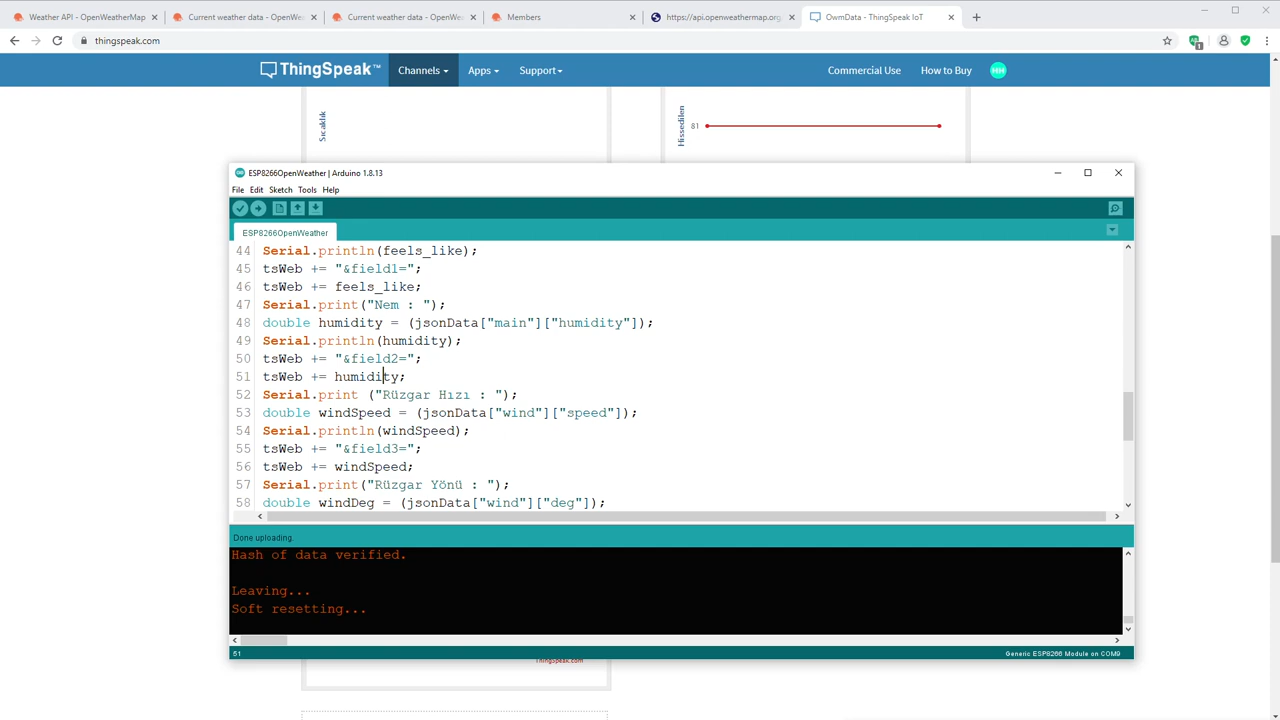 Weather API - OpenWeatherMap
Current weather data - OpenWe
Current weather data - OpenWe
Members
https://api.openweathermap.org
OwmData - ThingSpeak IoT
thingspeak.com
1
ThingSpeak™
Channels
Apps
Support
Commercial Use
How to Buy
HH
Sıcaklık
Hissedilen
81
ESP8266OpenWeather | Arduino 1.8.13
File Edit Sketch Tools Help
ESP8266OpenWeather
44 Serial.println(feels_like);
45 tsWeb += "&field1=";
46 tsWeb += feels_like;
47 Serial.print("Nem : ");
48 double humidity = (jsonData["main"]["humidity"]);
49 Serial.println(humidity);
50 tsWeb += "&field2=";
51 tsWeb += humidity;
52 Serial.print ("Rüzgar Hızı : ");
53 double windSpeed = (jsonData["wind"]["speed"]);
54 Serial.println(windSpeed);
55 tsWeb += "&field3=";
56 tsWeb += windSpeed;
57 Serial.print("Rüzgar Yönü : ");
58 double windDeg = (jsonData["wind"]["deg"]);
Done uploading.
Hash of data verified.
Leaving...
Soft resetting...
51
Generic ESP8266 Module on COM9
ThingSpeak.com